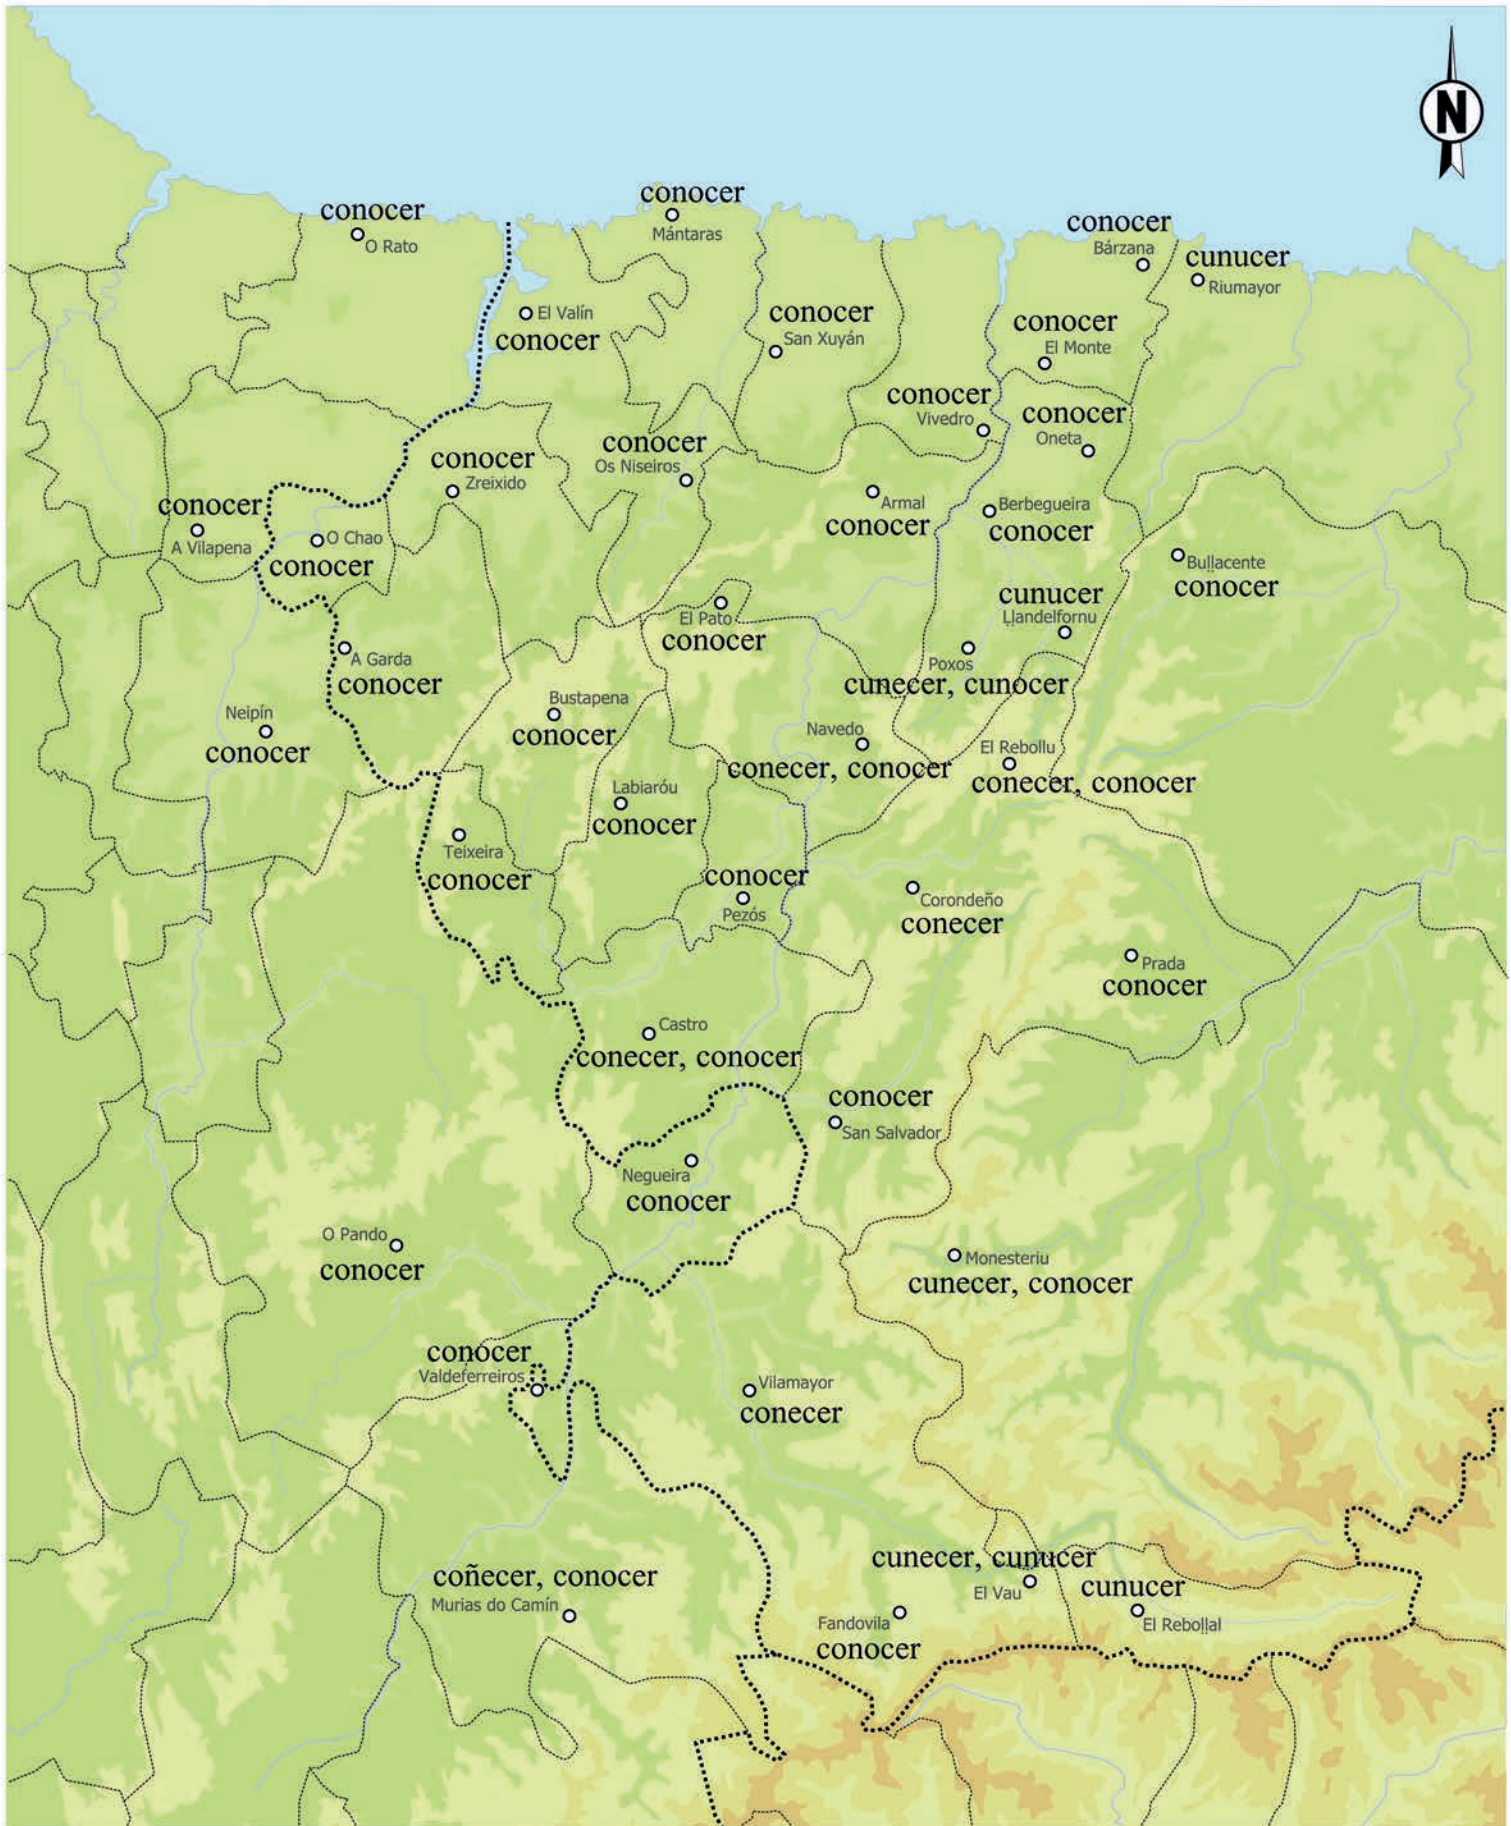 N
conocer
Mántaras
conocer
O Rato
conocer
Bárzana
cunucer
Riumayor
El Valín
conocer
conocer
San Xuyán
conocer
El Monte
conocer
Vivedro
conocer
Oneta
conocer
Os Niseiros
conocer
Zreixido
conocer
A Vilapena
O Chao
conocer
Armal
conocer
Berbegueira
conocer
Buḷḷacente
conocer
cunucer
Ḷḷandelfornu
El Pato
conocer
Poxos
cunecer, cunocer
A Garda
conocer
Neipín
conocer
Bustapena
conocer
Navedo
conecer, conocer
El Rebollu
conecer, conocer
Labiaróu
conocer
Teixeira
conocer
conocer
Pezós
Corondeño
conecer
Prada
conocer
Castro
conecer, conocer
conocer
San Salvador
Negueira
conocer
O Pando
conocer
Monesteriu
cunecer, conocer
conocer
Valdeferreiros
Vilamayor
conecer
coñecer, conocer
Murias do Camín
cunecer, cunucer
El Vau
cunucer
El Reboḷḷal
Fandovila
conocer